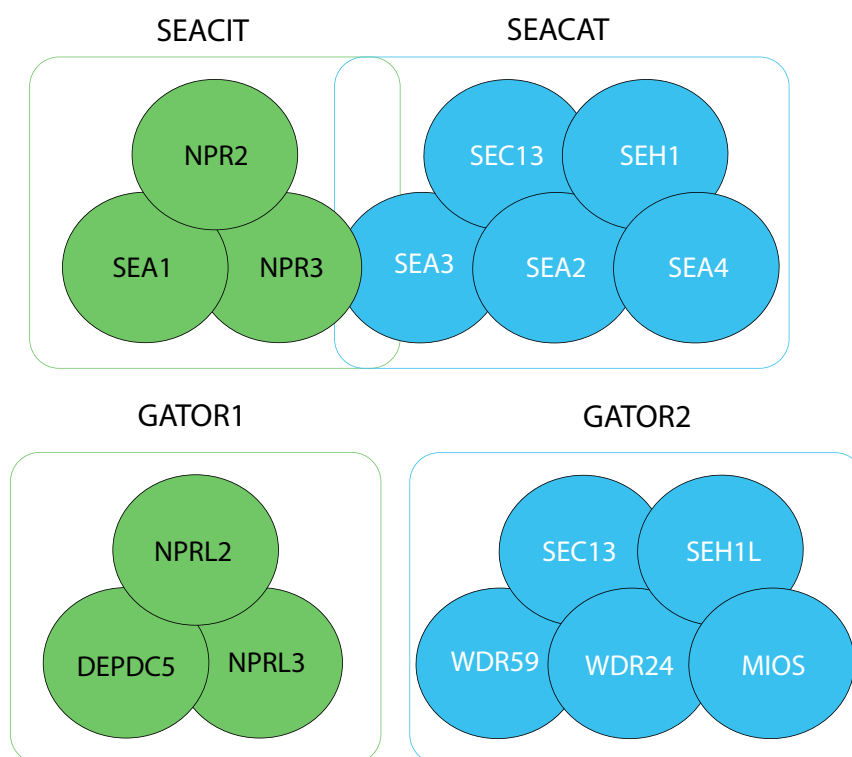 SEACIT
SEACAT
NPR2
SEC13
SEH1
SEA1
NPR3
SEA3
SEA2
SEA4
GATOR1
GATOR2
NPRL2
SEC13
SEH1L
DEPDC5
NPRL3
WDR59
WDR24
MIOS